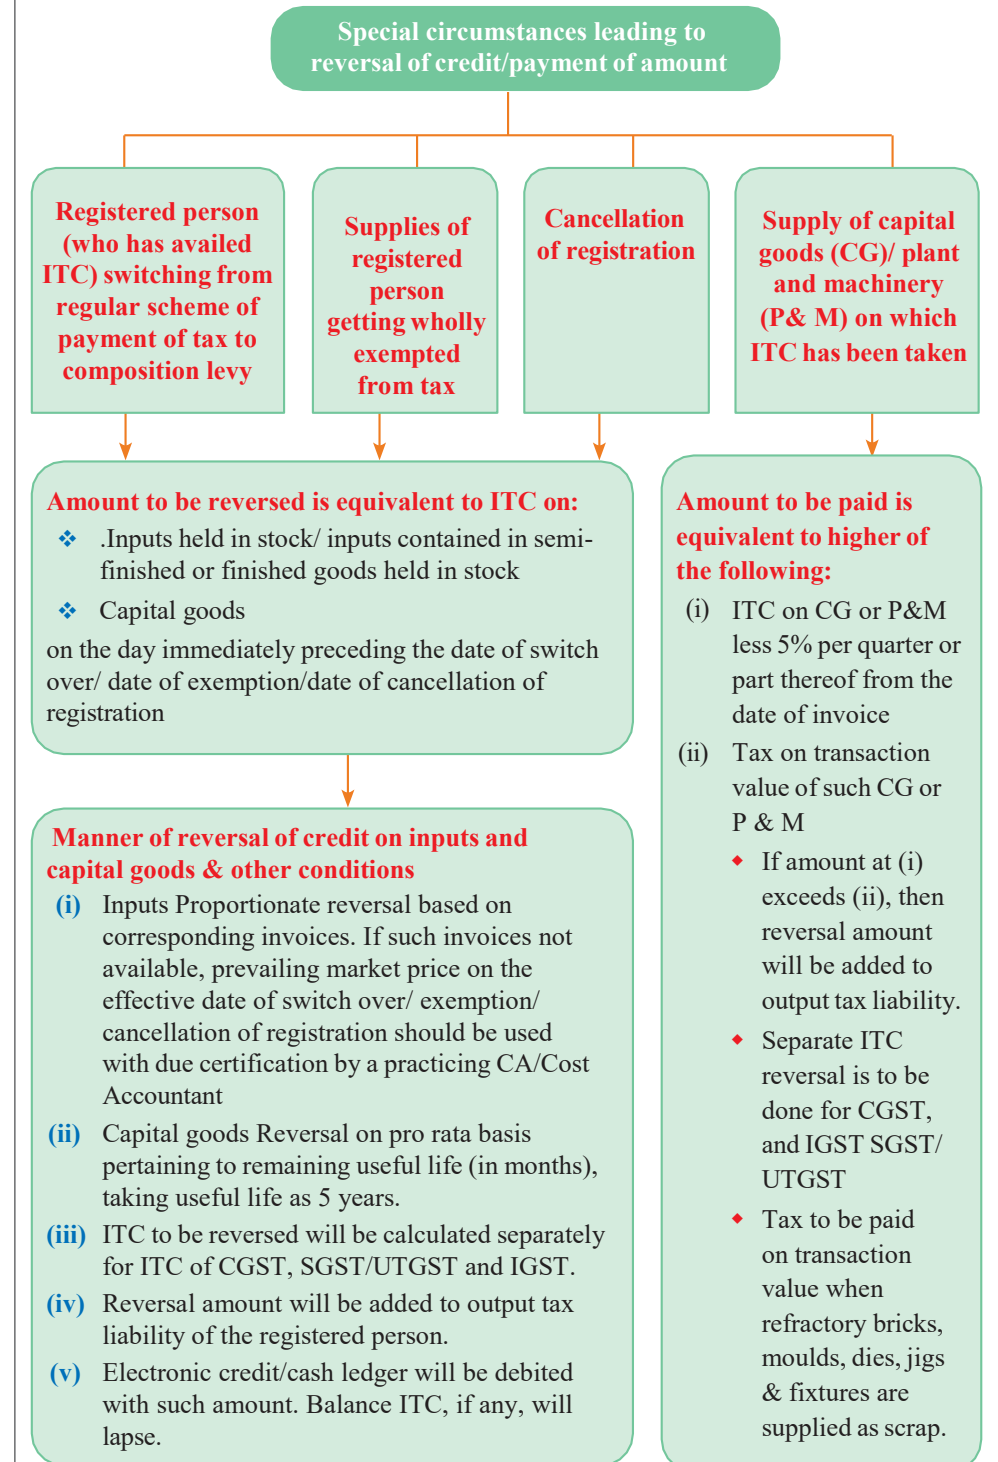 Special circumstances leading to
reversal of credit/payment of amount
Registered person
(who has availed
ITC) switching from
regular scheme of
payment of tax to
composition levy
Supplies of
registered
person
getting wholly
exempted
from tax
Cancellation
of registration
Supply of capital
goods (CG)/ plant
and machinery
(P& M) on which
ITC has been taken
Amount to be reversed is equivalent to ITC on:
❖ .Inputs held in stock/ inputs contained in semi-
finished or finished goods held in stock
❖ Capital goods
on the day immediately preceding the date of switch
over/ date of exemption/date of cancellation of
registration
Manner of reversal of credit on inputs and
capital goods & other conditions
(i) Inputs Proportionate reversal based on
corresponding invoices. If such invoices not
available, prevailing market price on the
effective date of switch over/ exemption/
cancellation of registration should be used
with due certification by a practicing CA/Cost
Accountant
(ii) Capital goods Reversal on pro rata basis
pertaining to remaining useful life (in months),
taking useful life as 5 years.
(iii) ITC to be reversed will be calculated separately
for ITC of CGST, SGST/UTGST and IGST.
(iv) Reversal amount will be added to output tax
liability of the registered person.
(v) Electronic credit/cash ledger will be debited
with such amount. Balance ITC, if any, will
lapse.
Amount to be paid is
equivalent to higher of
the following:
(i) ITC on CG or P&M
less 5% per quarter or
part thereof from the
date of invoice
(ii) Tax on transaction
value of such CG or
P & M
◆ If amount at (i)
exceeds (ii), then
reversal amount
will be added to
output tax liability.
◆ Separate ITC
reversal is to be
done for CGST,
and IGST SGST/
UTGST
◆ Tax to be paid
on transaction
value when
refractory bricks,
moulds, dies, jigs
& fixtures are
supplied as scrap.